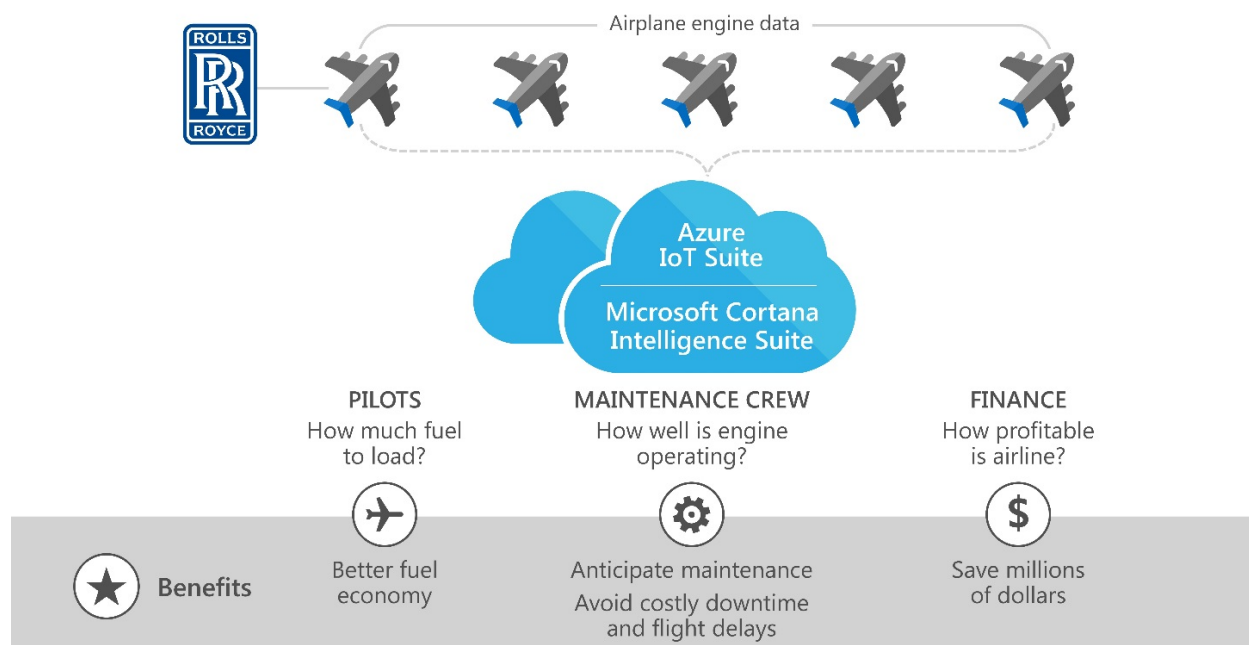 Airplane engine data
ROLLS
RR
ROYCE
Azure
IoT Suite
Microsoft Cortana
Intelligence Suite
PILOTS
How much fuel
to load?
MAINTENANCE CREW
How well is engine
operating?
FINANCE
How profitable
is airline?
$
Benefits
Better fuel
economy
Anticipate maintenance
Avoid costly downtime
and flight delays
Save millions
of dollars